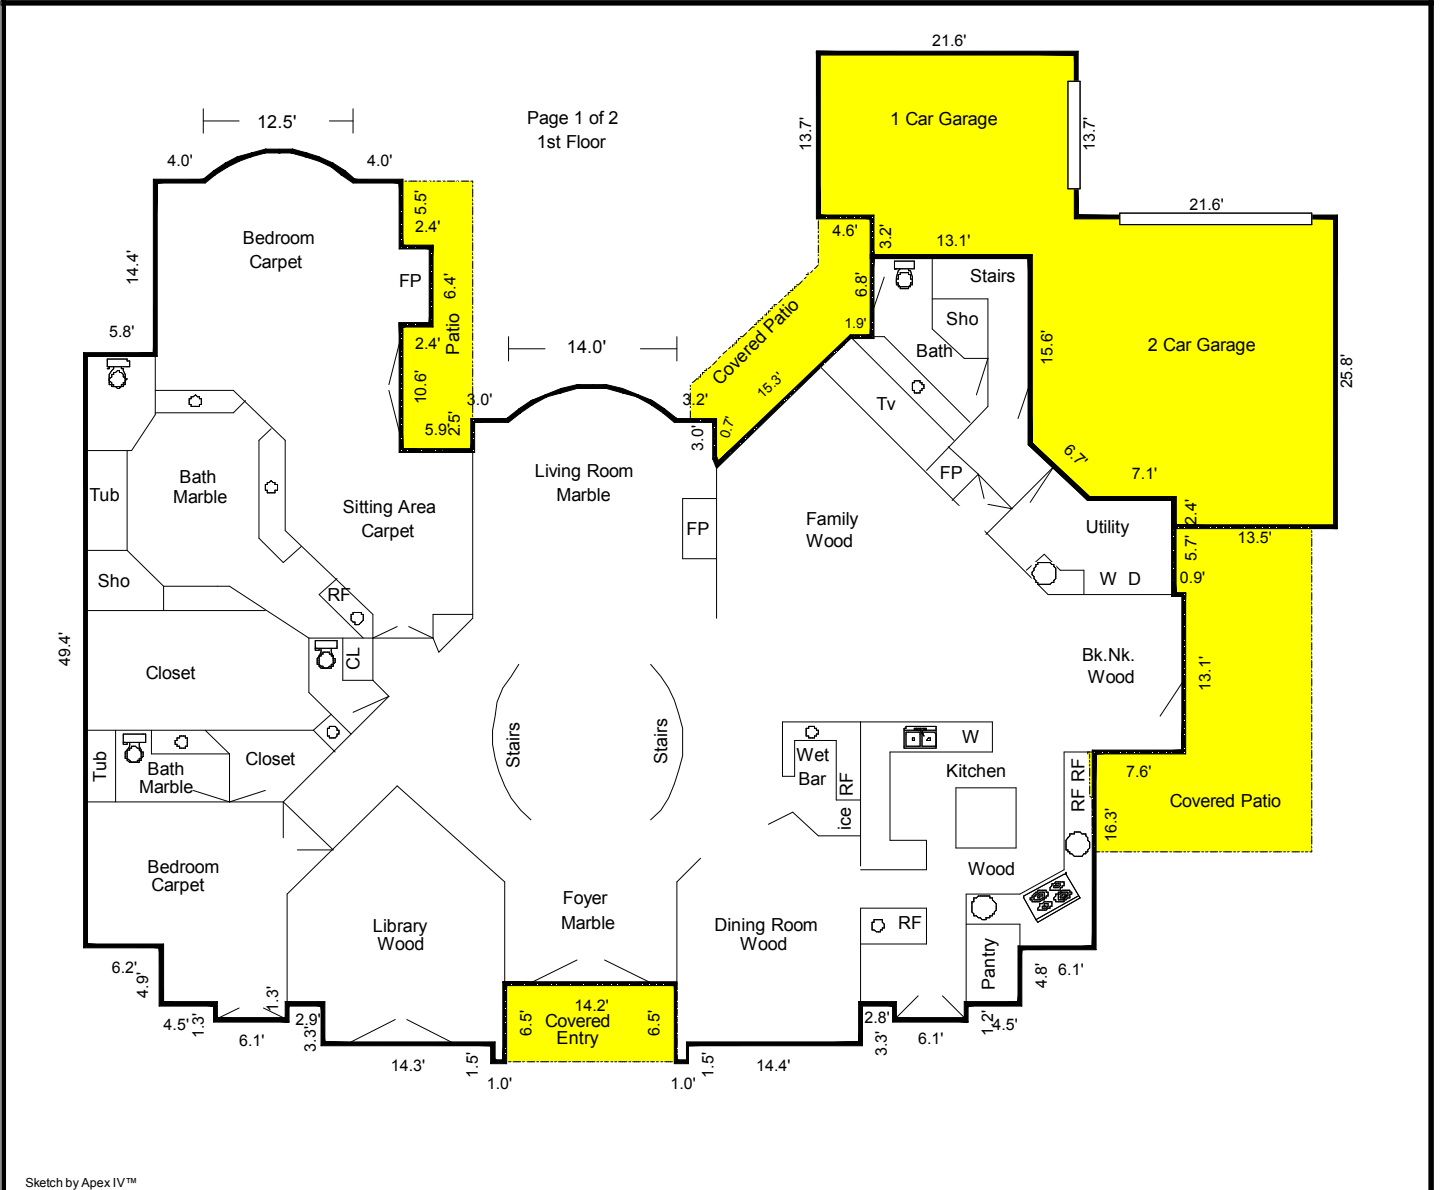 21.6'
Page 1 of 2
1st Floor
12.5'
1 Car Garage
13.7'
13.7'
4.0'
4.0'
5.5'
2.4'
21.6'
4.6'
3.2'
13.1'
Bedroom
Carpet
14.4'
FP
6.4'
Patio
6.8'
Stairs
Sho
5.8'
2.4'
14.0'
Covered Patio
1.9'
Bath
15.6'
2 Car Garage
25.8'
10.6'
3.0'
3.2'
15.3'
Tv
5.9'
2.5'
3.0'
0.7'
6.7'
Living Room
Marble
FP
7.1'
Bath
Marble
Tub
Sitting Area
Carpet
FP
Family
Wood
Utility
2.4'
13.5'
5.7'
Sho
RF
W D
0.9'
49.4'
Closet
CL
Bk.Nk.
Wood
13.1'
Stairs
Stairs
Tub
Bath
Marble
Closet
Wet
Bar
RF
ice
W
Kitchen
RF
RF
7.6'
Covered Patio
16.3'
Bedroom
Carpet
Wood
Foyer
Marble
Library
Wood
Dining Room
Wood
RF
Pantry
6.2'
4.9'
4.8'
6.1'
4.5'
1.3'
6.1'
1.3'
2.9'
3.3'
14.2'
Covered
Entry
6.5'
6.5'
2.8'
3.3'
6.1'
1.2'
4.5'
14.3'
1.5'
1.0'
1.0'
1.5'
14.4'
Sketch by Apex IV™